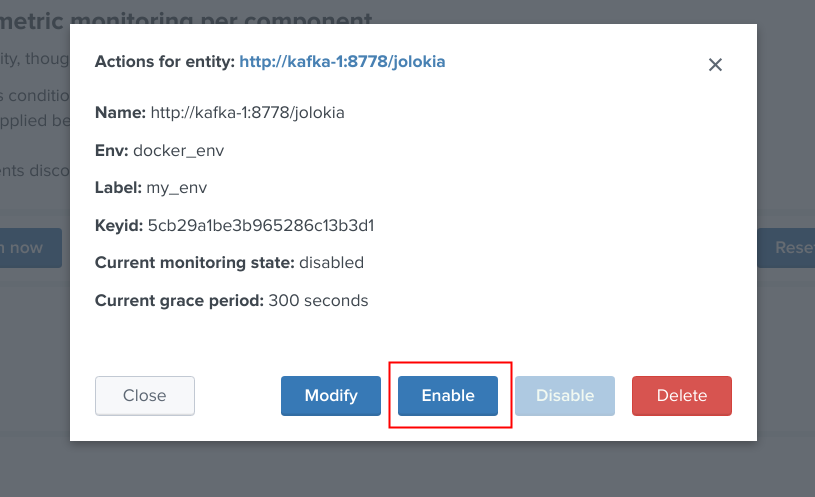 metric monitoring per component
Actions for entity: http://kafka-1:8778/jolokia
Name: http://kafka-1:8778/jolokia
Env: docker_env
Label: my_env
Keyid: 5cb29a1be3b965286c13b3d1
Current monitoring state: disabled
Current grace period: 300 seconds
ity, thoug
s conditio
pplied be
ents disco
n now
Reset
Close
Modify
Enable
Disable
Delete